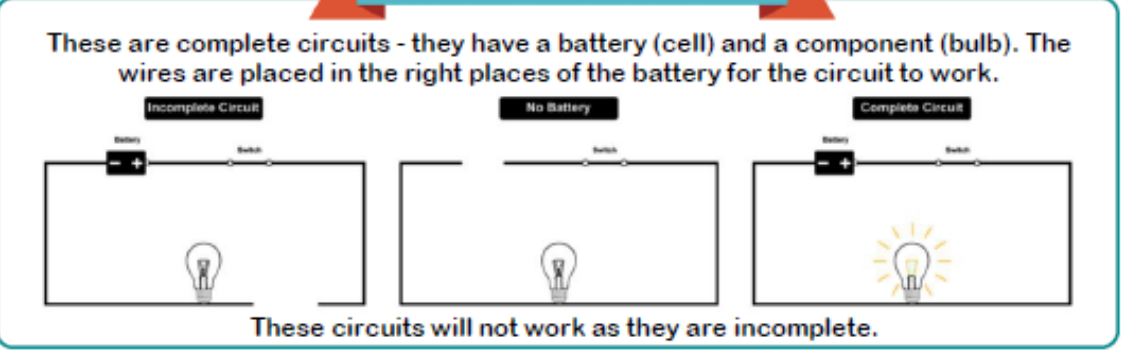 These are complete circuits - they have a battery (cell) and a component (bulb). The
wires are placed in the right places of the battery for the circuit to work.
Incomplete Circuit
No Battery
Complete Circuit
Battery
Switch
Switch
Battery
Switch
- +
- +
These circuits will not work as they are incomplete.